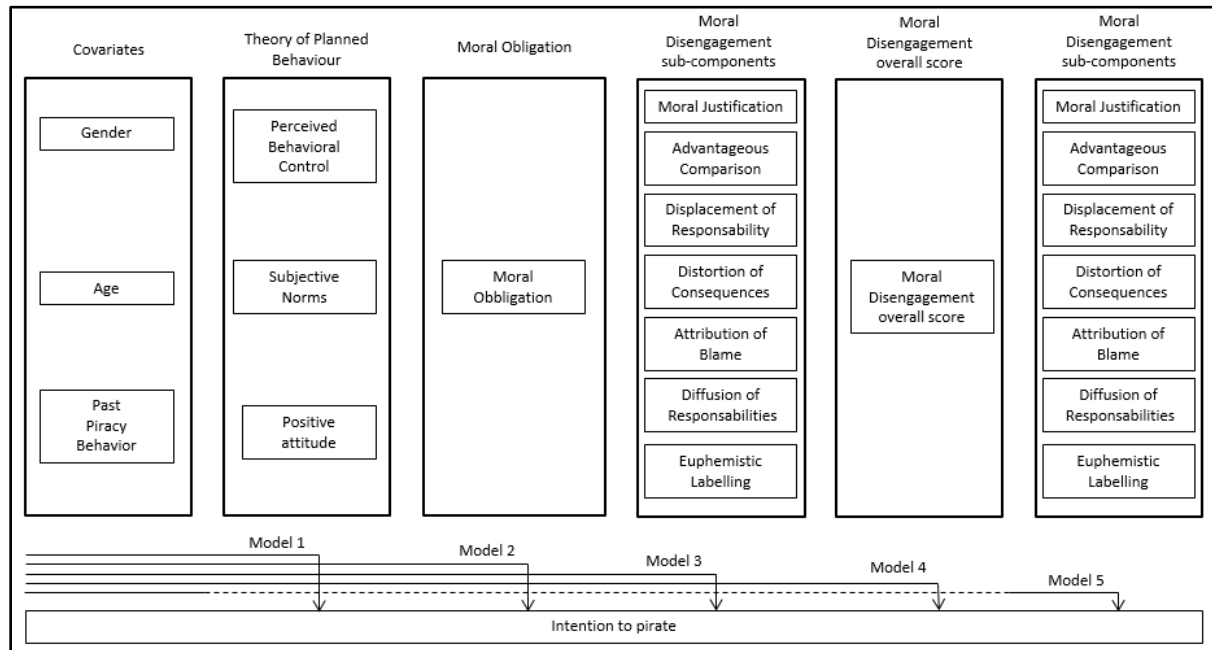 Covariates
Theory of Planned
Behaviour
Moral Obligation
Moral
Disengagement
sub-components
Moral
Disengagement
overall score
Moral
Disengagement
sub-components
Gender
Age
Past
Piracy
Behavior
Perceived
Behavioral
Control
Subjective
Norms
Positive
attitude
Moral
Obbligation
Moral Justification
Advantageous
Comparison
Displacement of
Responsability
Distortion of
Consequences
Attribution of
Blame
Diffusion of
Responsabilities
Euphemistic
Labelling
Moral
Disengagement
overall score
Moral Justification
Advantageous
Comparison
Displacement of
Responsability
Distortion of
Consequences
Attribution of
Blame
Diffusion of
Responsabilities
Euphemistic
Labelling
Model 1
Model 2
Model 3
Model 4
Model 5
Intention to pirate